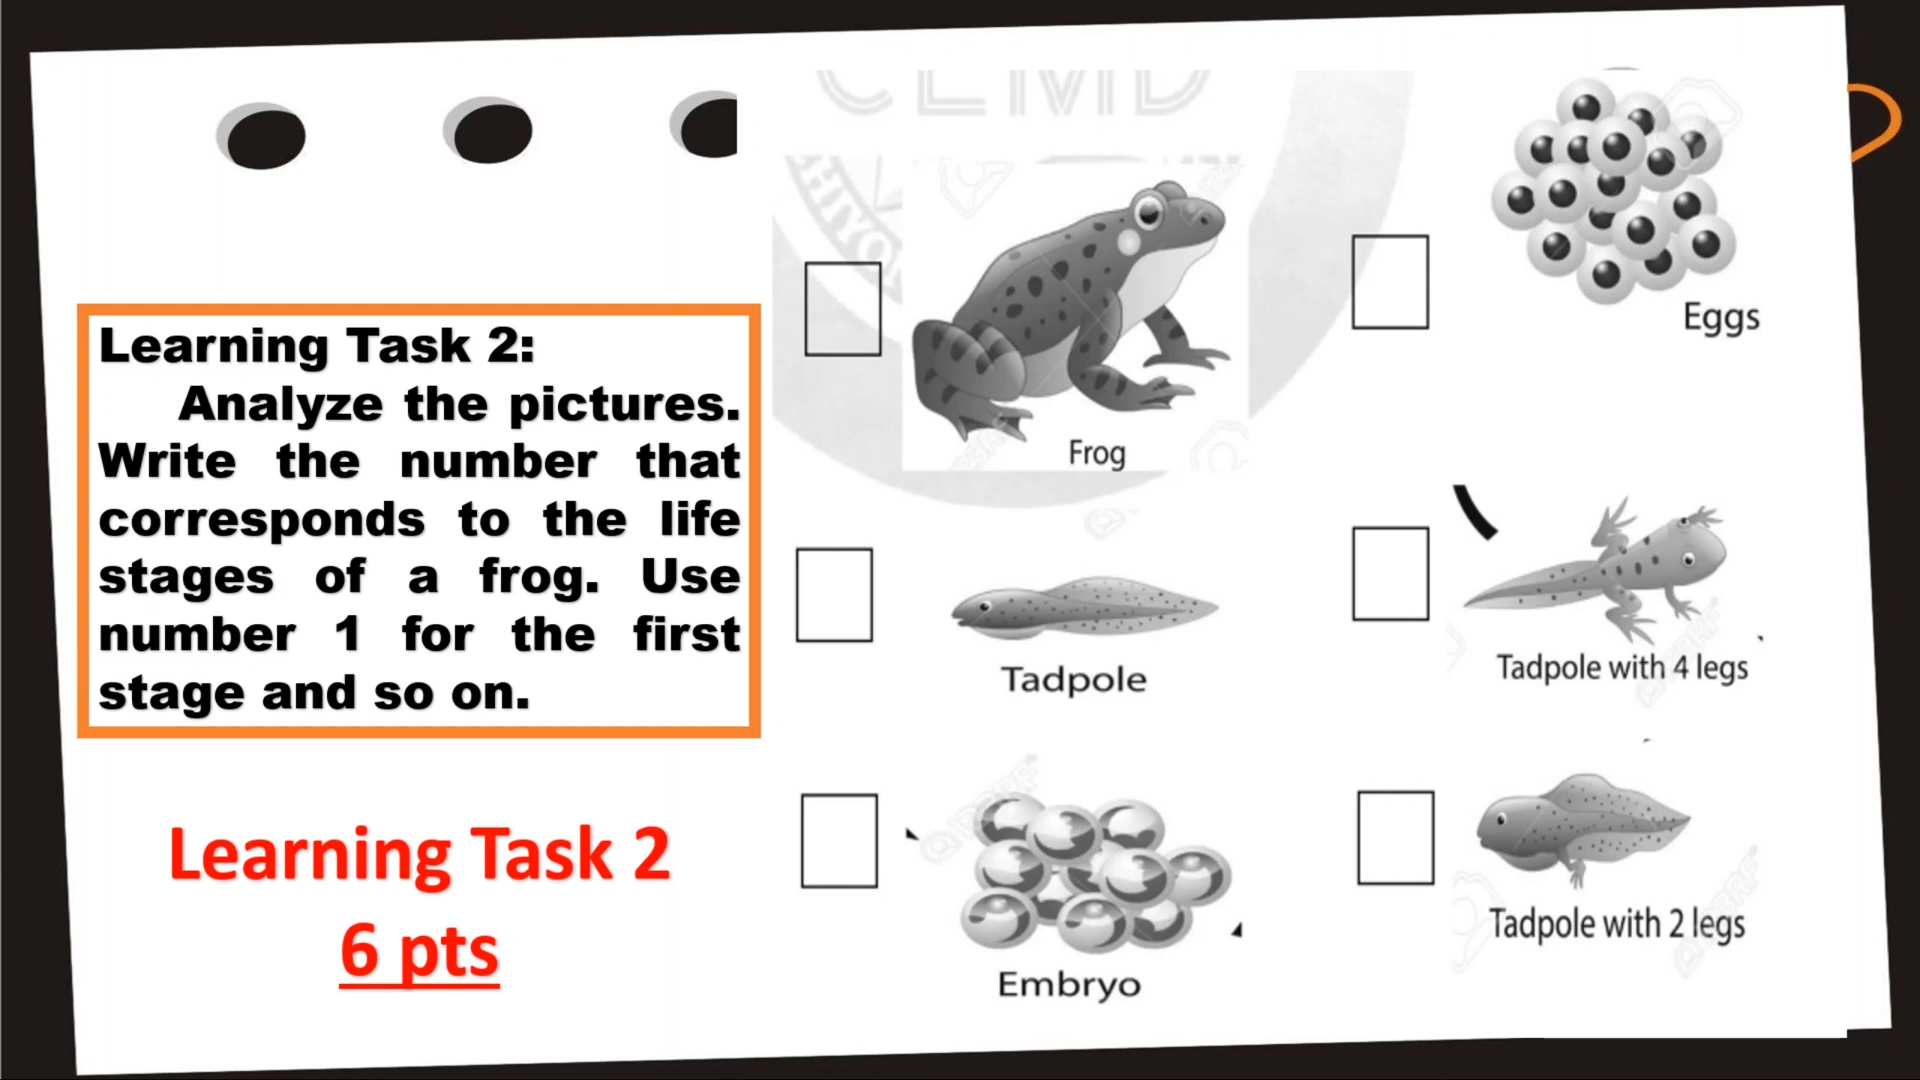 Learning Task 2:
Analyze the pictures.
Write the number that
corresponds to the life
stages of a frog. Use
number 1 for the first
stage and so on.
Learning Task 2
6 pts
CLMD
Frog
Eggs
Tadpole
Tadpole with 4 legs
Embryo
Tadpole with 2 legs